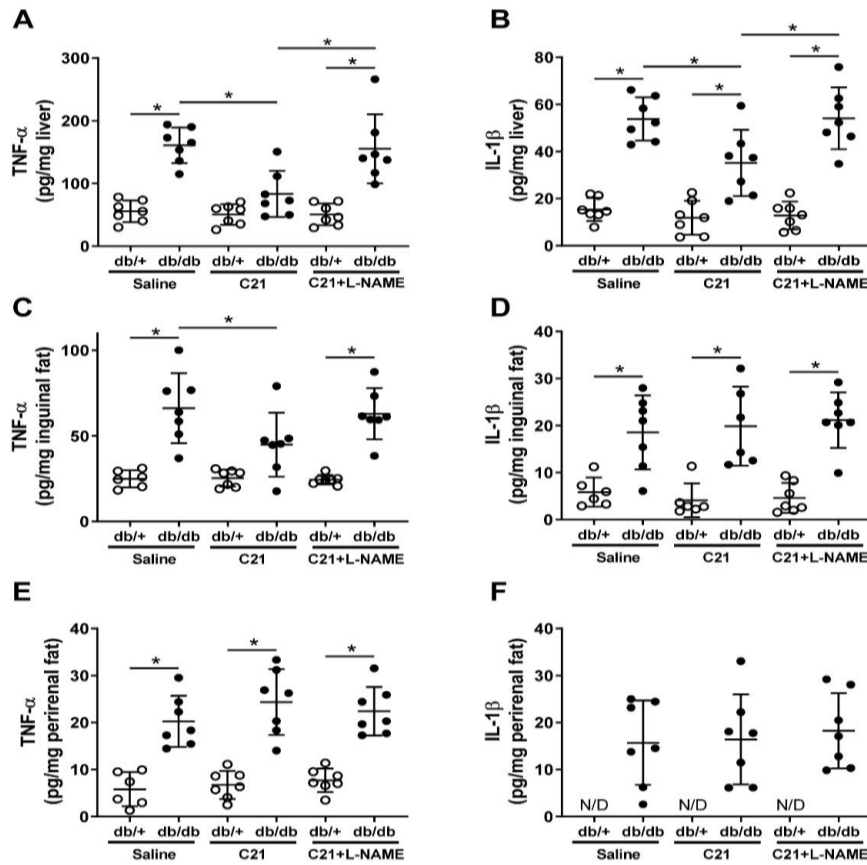 A
TNF-α
(pg/mg liver)
300
200
100
0
* * * *
db/+ db/db db/+ db/db db/+ db/db
Saline C21 C21+L-NAME
B
IL-1β
(pg/mg liver)
80
60
40
20
0
* * * * *
db/+ db/db db/+ db/db db/+ db/db
Saline C21 C21+L-NAME
C
TNF-α
(pg/mg inguinal fat)
100
50
0
* * *
db/+ db/db db/+ db/db db/+ db/db
Saline C21 C21+L-NAME
D
IL-1β
(pg/mg inguinal fat)
40
30
20
10
0
* * *
db/+ db/db db/+ db/db db/+ db/db
Saline C21 C21+L-NAME
E
TNF-α
(pg/mg perirenal fat)
40
30
20
10
0
* * *
db/+ db/db db/+ db/db db/+ db/db
Saline C21 C21+L-NAME
F
IL-1β
(pg/mg perirenal fat)
40
30
20
10
0
N/D N/D N/D
db/+ db/db db/+ db/db db/+ db/db
Saline C21 C21+L-NAME